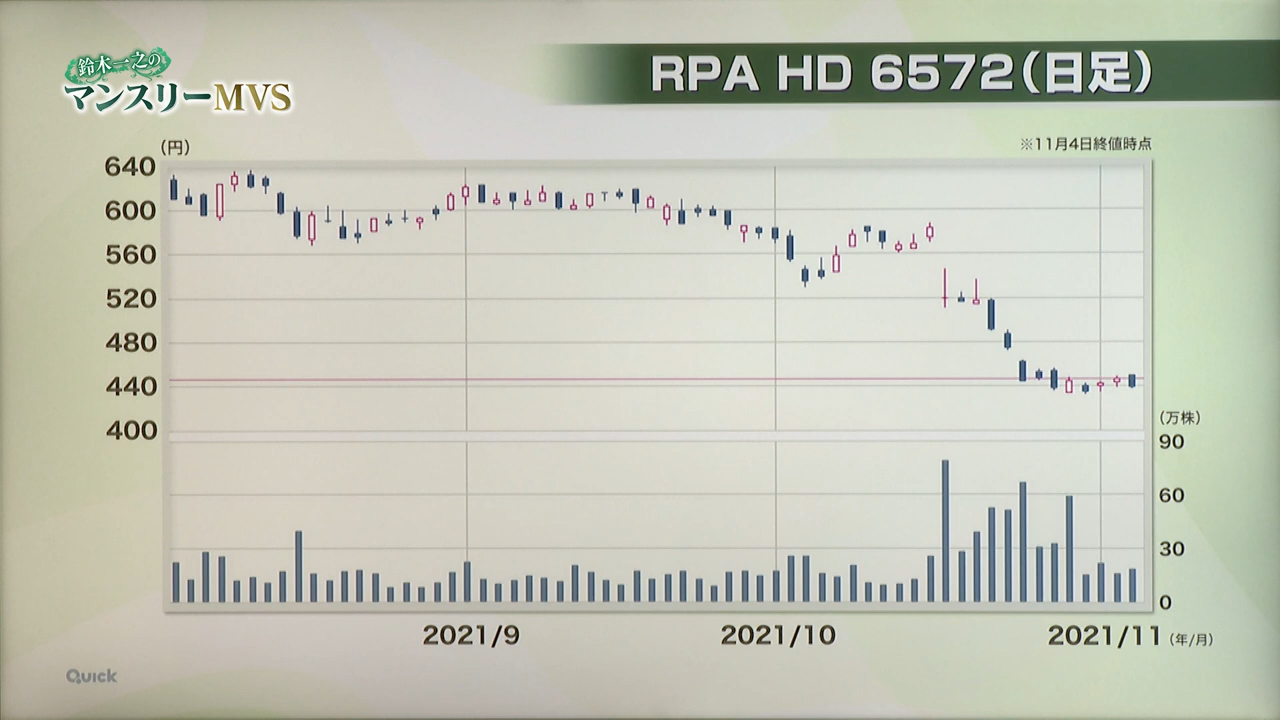 鈴木一之の
マンスリーMVS
RPA HD 6572(日足)
(円)
※11月4日終値時点
640
600
560
520
480
440
400
(万株)
90
60
30
0
2021/9
2021/10
2021/11
(年/月)
QUICK